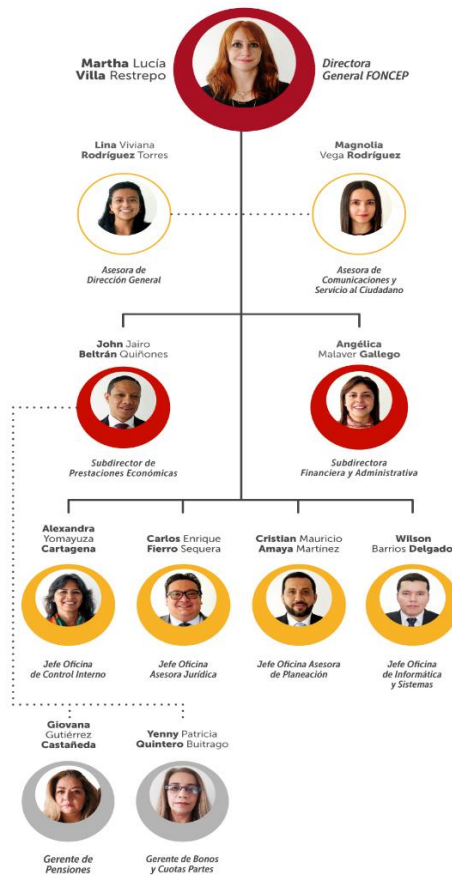 Martha Lucía
Villa Restrepo
Directora
General FONCEP
Lina Viviana
Rodríguez Torres
Magnolia
Vega Rodríguez
Asesora de
Dirección General
Asesora de
Comunicaciones y
Servicio al Ciudadano
John Jairo
Beltrán Quiñones
Angélica
Malaver Gallego
Subdirector de
Prestaciones Económicas
Subdirectora
Financiera y Administrativa
Alexandra
Yomayuza
Cartagena
Carlos Enrique
Fierro Sequera
Cristian Mauricio
Amaya Martínez
Wilson
Barrios Delgado
Jefe Oficina
de Control Interno
Jefe Oficina
Asesora Jurídica
Jefe Oficina Asesora
de Planeación
Jefe Oficina
de Informática
y Sistemas
Giovana
Gutiérrez
Castañeda
Yenny Patricia
Quintero Buitrago
Gerente de
Pensiones
Gerente de Bonos
y Cuotas Partes